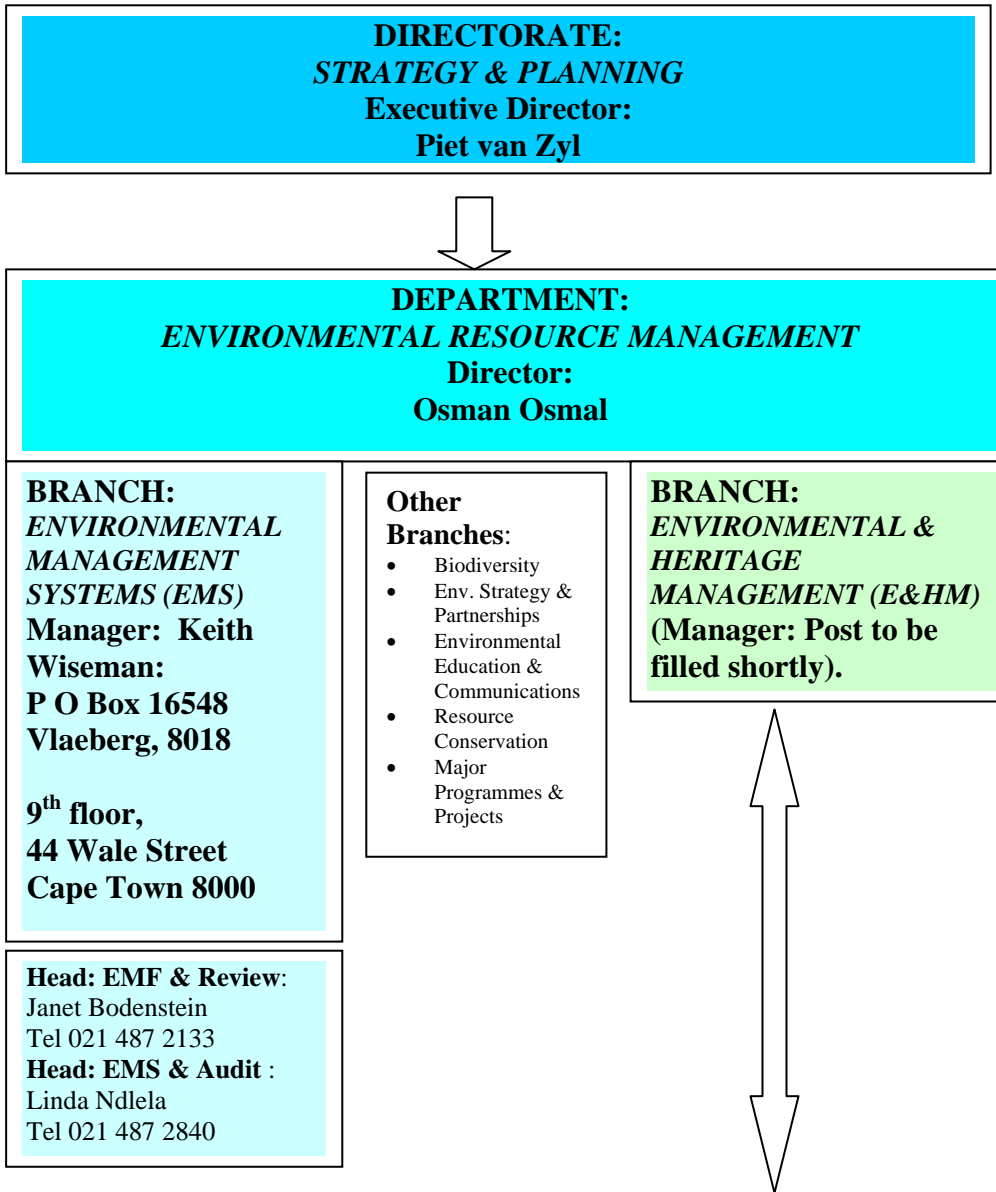 DIRECTORATE:
STRATEGY & PLANNING
Executive Director:
Piet van Zyl
DEPARTMENT:
ENVIRONMENTAL RESOURCE MANAGEMENT
Director:
Osman Osmal
BRANCH:
ENVIRONMENTAL
MANAGEMENT
SYSTEMS (EMS)
Manager: Keith
Wiseman:
P O Box 16548
Vlaeberg, 8018
9th floor,
44 Wale Street
Cape Town 8000
Other
Branches:
• Biodiversity
• Env. Strategy &
Partnerships
• Environmental
Education &
Communications
• Resource
Conservation
• Major
Programmes &
Projects
BRANCH:
ENVIRONMENTAL &
HERITAGE
MANAGEMENT (E&HM)
(Manager: Post to be
filled shortly).
Head: EMF & Review:
Janet Bodenstein
Tel 021 487 2133
Head: EMS & Audit :
Linda Ndlela
Tel 021 487 2840